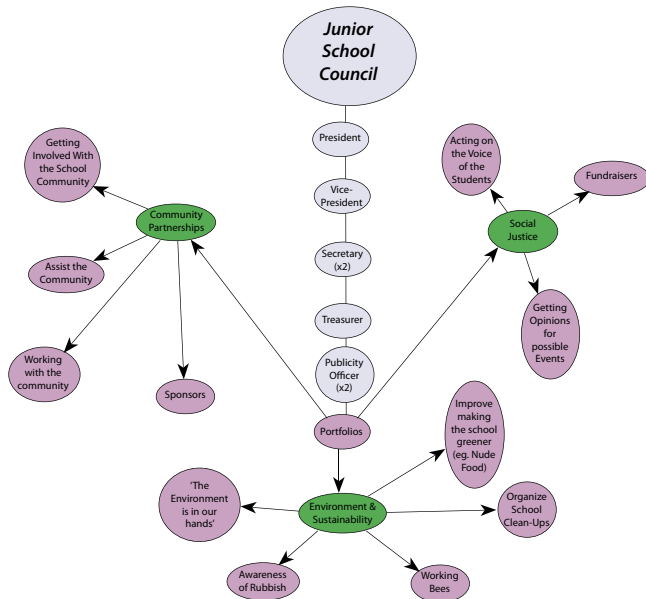 Junior
School
Council
President
Vice-
President
Secretary
(x2)
Treasurer
Publicity
Officer
(x2)
Portfolios
Community
Partnerships
Getting
Involved With
the School
Community
Assist the
Community
Working
with the
community
Sponsors
Social
Justice
Acting on
the Voice
of the
Students
Fundraisers
Getting
Opinions
for
possible
Events
Environment &
Sustainability
Improve
making
the school
greener
(eg. Nude
Food)
'The
Environment
is in our
hands'
Organize
School
Clean-Ups
Awareness
of Rubbish
Working
Bees